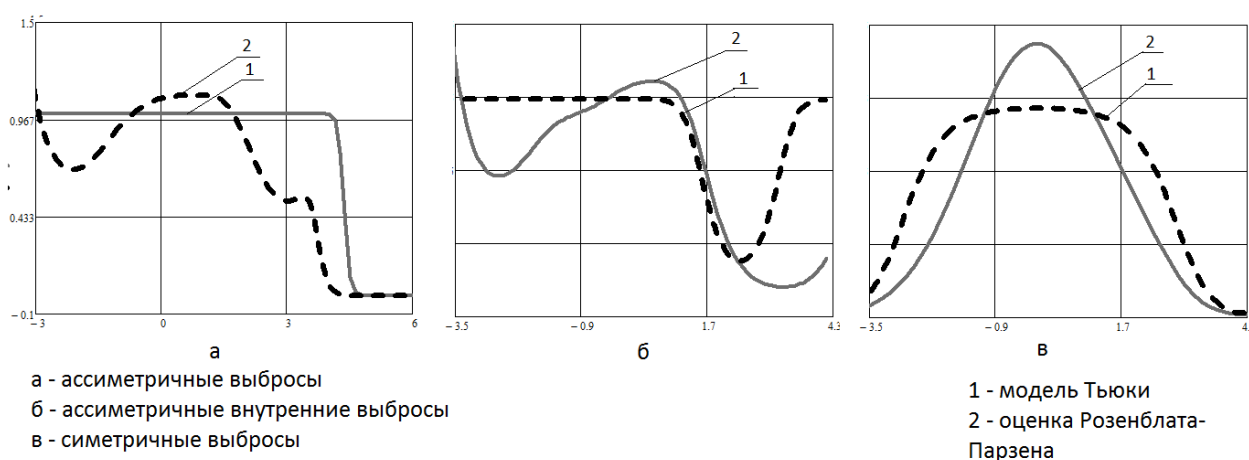 1.5
0.967
0.433
−0.1
−3
0
3
6
2
1
а
−3.5
−0.9
1.7
4.3
2
1
б
−3.5
−0.9
1.7
2
1
в
а - ассиметричные выбросы
б - ассиметричные внутренние выбросы
в - симетричные выбросы
1 - модель Тьюки
2 - оценка Розенблата-
Парзена